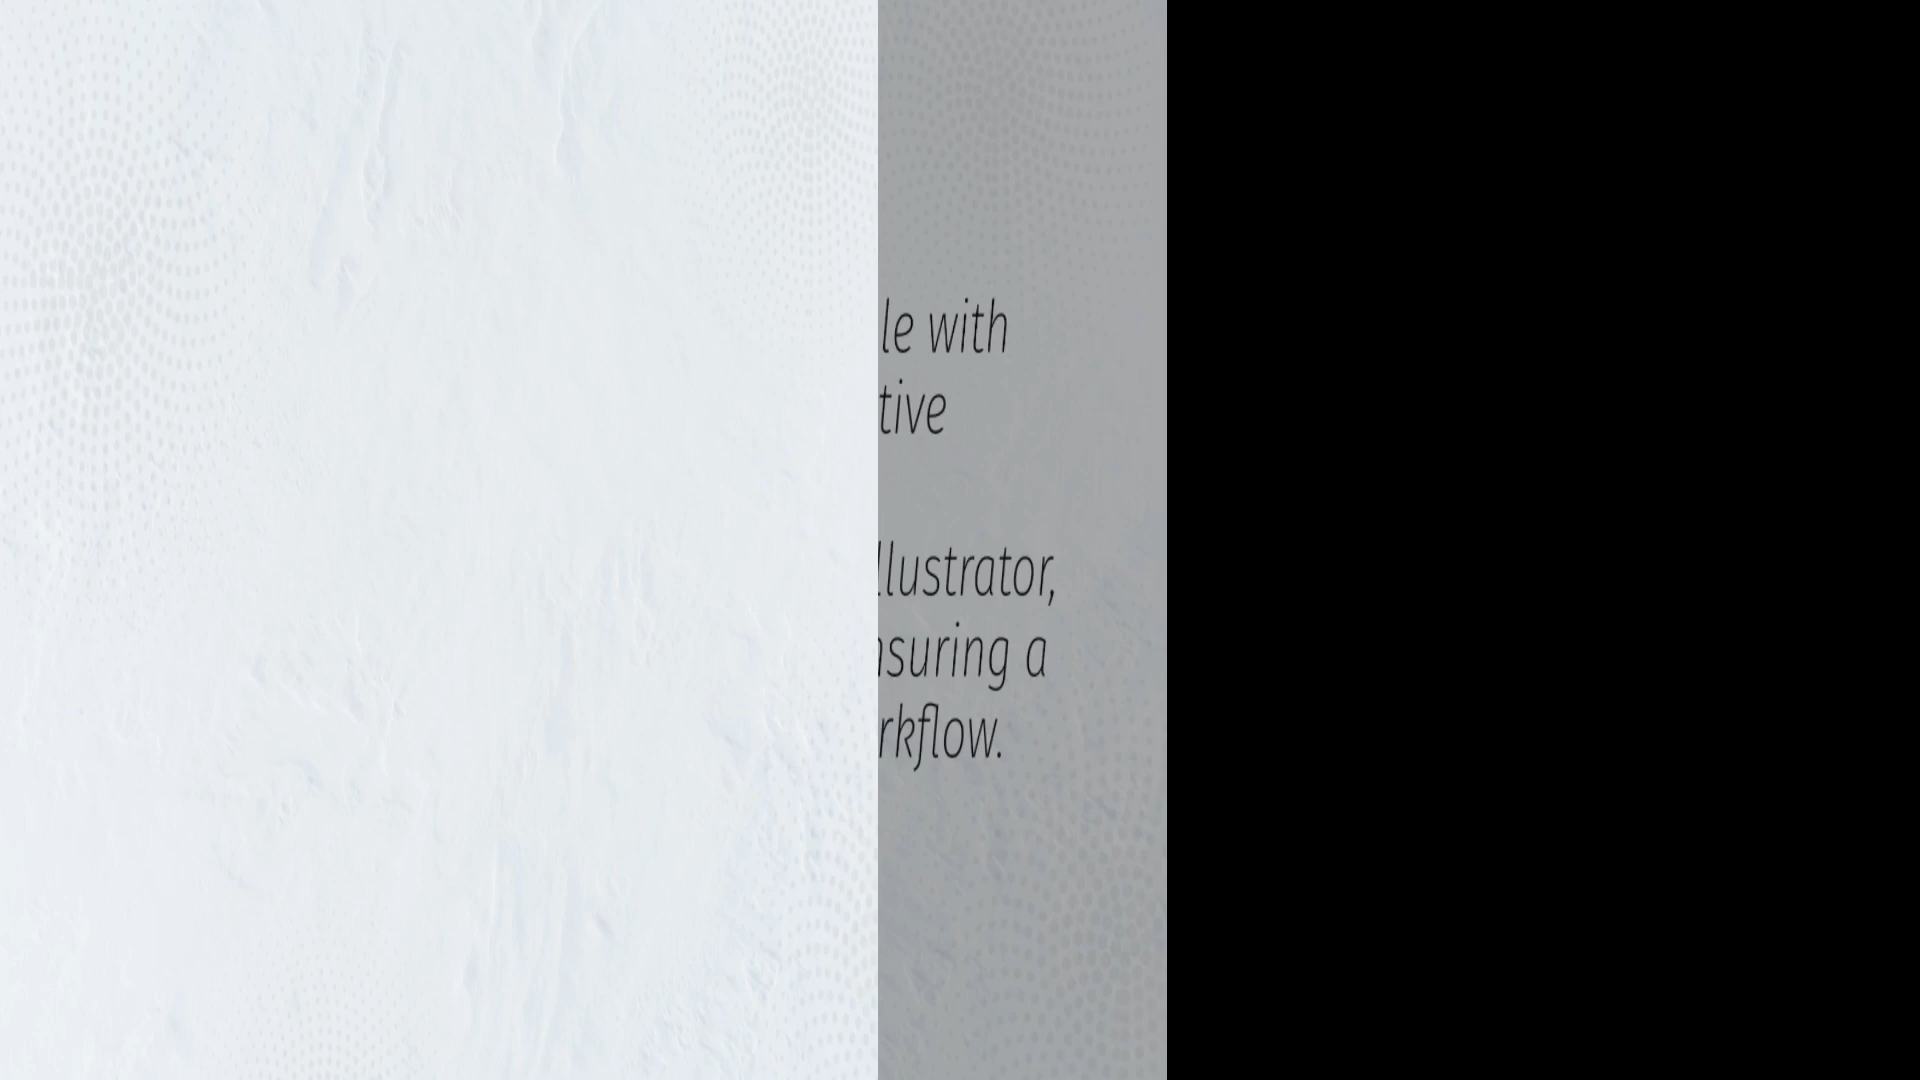 le with
tive
llustrator,
nsuring a
rkflow.